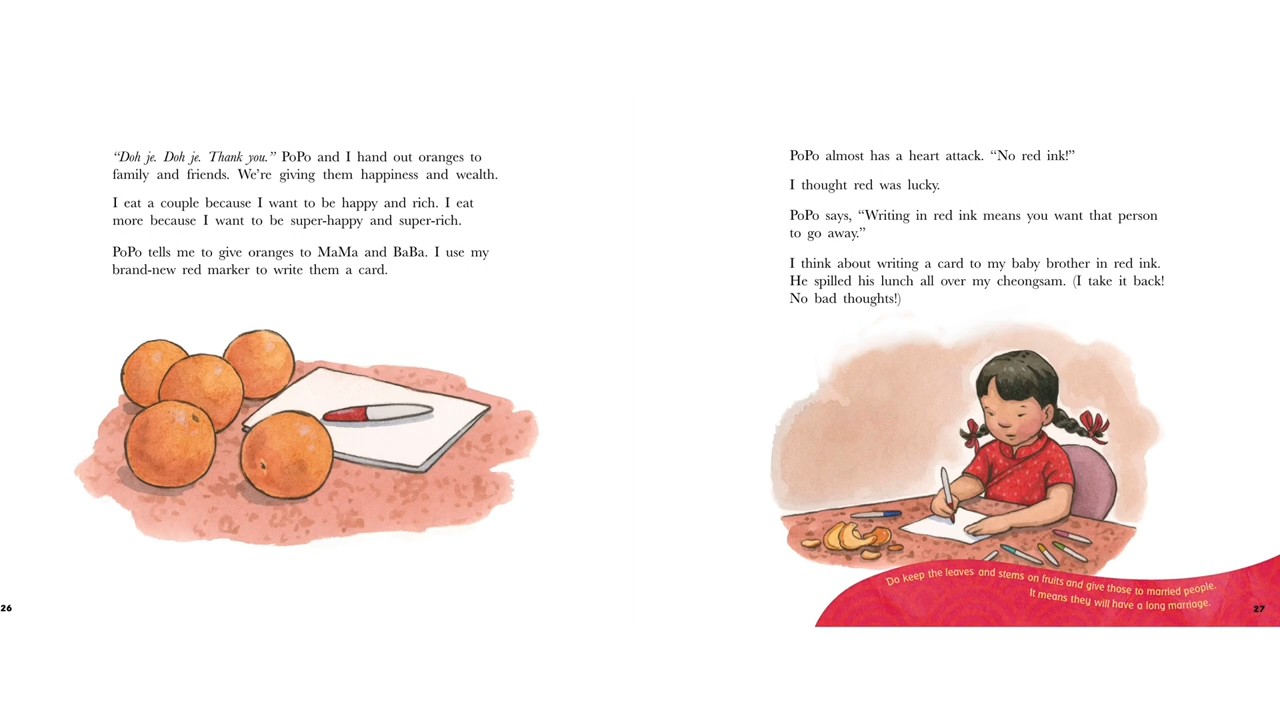 “Doh je. Doh je. Thank you.” PoPo and I hand out oranges to
family and friends. We’re giving them happiness and wealth.
I eat a couple because I want to be happy and rich. I eat
more because I want to be super-happy and super-rich.
PoPo tells me to give oranges to MaMa and BaBa. I use my
brand-new red marker to write them a card.
26
PoPo almost has a heart attack. “No red ink!”
I thought red was lucky.
PoPo says, “Writing in red ink means you want that person
to go away.”
I think about writing a card to my baby brother in red ink.
He spilled his lunch all over my cheongsam. (I take it back!
No bad thoughts!)
Do keep the leaves and stems on fruits and give those to married people.
It means they will have a long marriage.
27